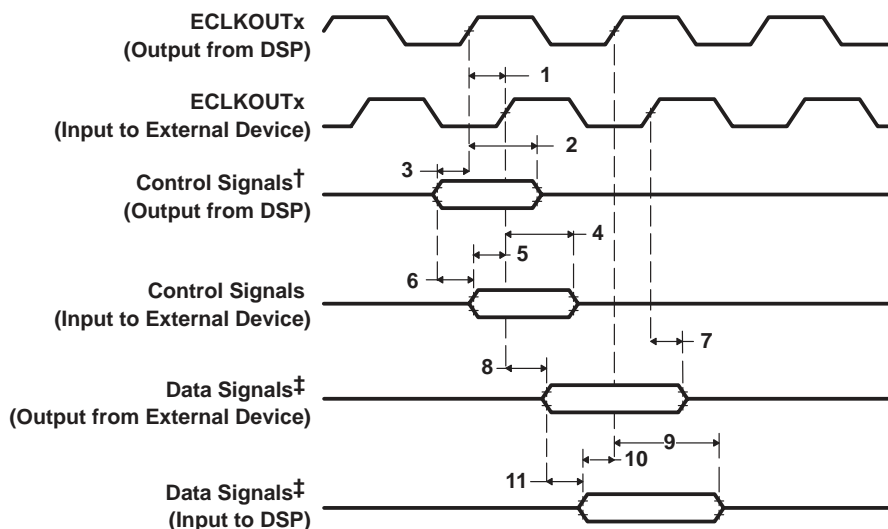 ECLKOUTx
(Output from DSP)
1
ECLKOUTx
(Input to External Device)
2
3
Control Signals†
(Output from DSP)
4
5
6
Control Signals
(Input to External Device)
7
8
Data Signals‡
(Output from External Device)
9
10
11
Data Signals‡
(Input to DSP)